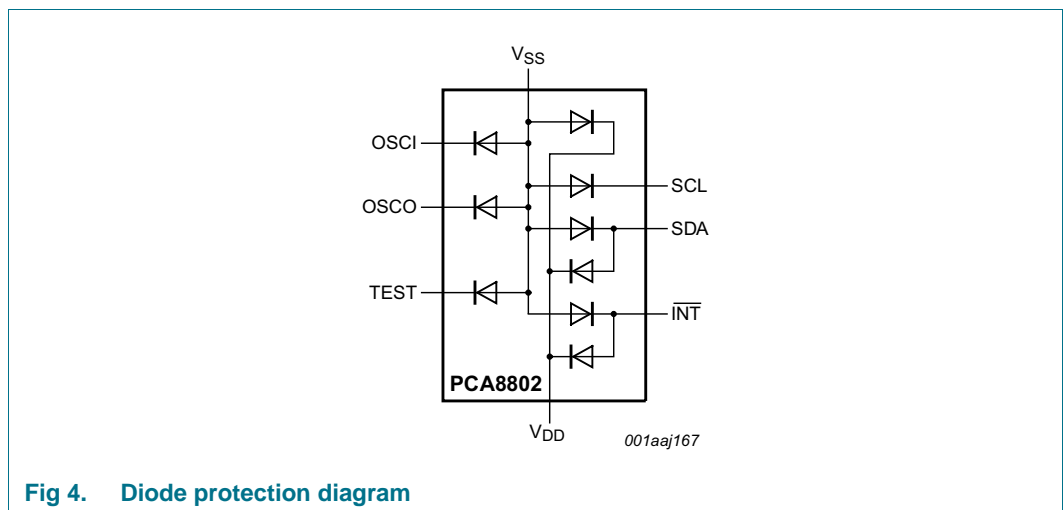 VSS
OSCI
OSCO
SCL
SDA
TEST
INT
PCA8802
VDD
001aaj167
Fig 4. Diode protection diagram